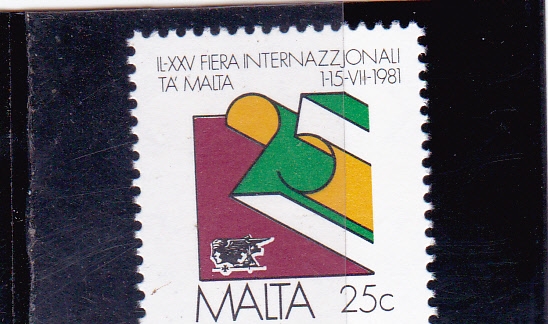 IL-XXV FIERA INTERNAZZJONALI
TA' MALTA 1-15-VII-1981
MALTA 25c